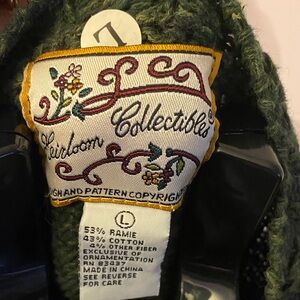 L
Heirloom
Collectibles
DESIGN AND PATTERN COPYRIGHT
L
53% RAMIE
43% COTTON
4% OTHER FIBER
EXCLUSIVE OF
ORNAMENTATION
RN 83437
MADE IN CHINA
SEE REVERSE
FOR CARE